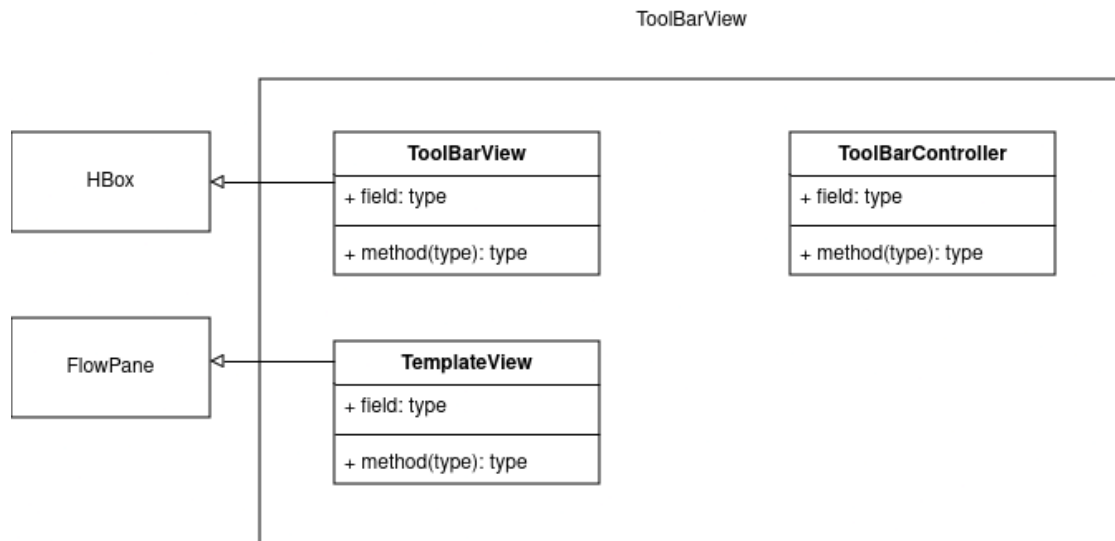 ToolBarView
HBox
ToolBarView
+ field: type
+ method(type): type
ToolBarController
+ field: type
+ method(type): type
FlowPane
TemplateView
+ field: type
+ method(type): type